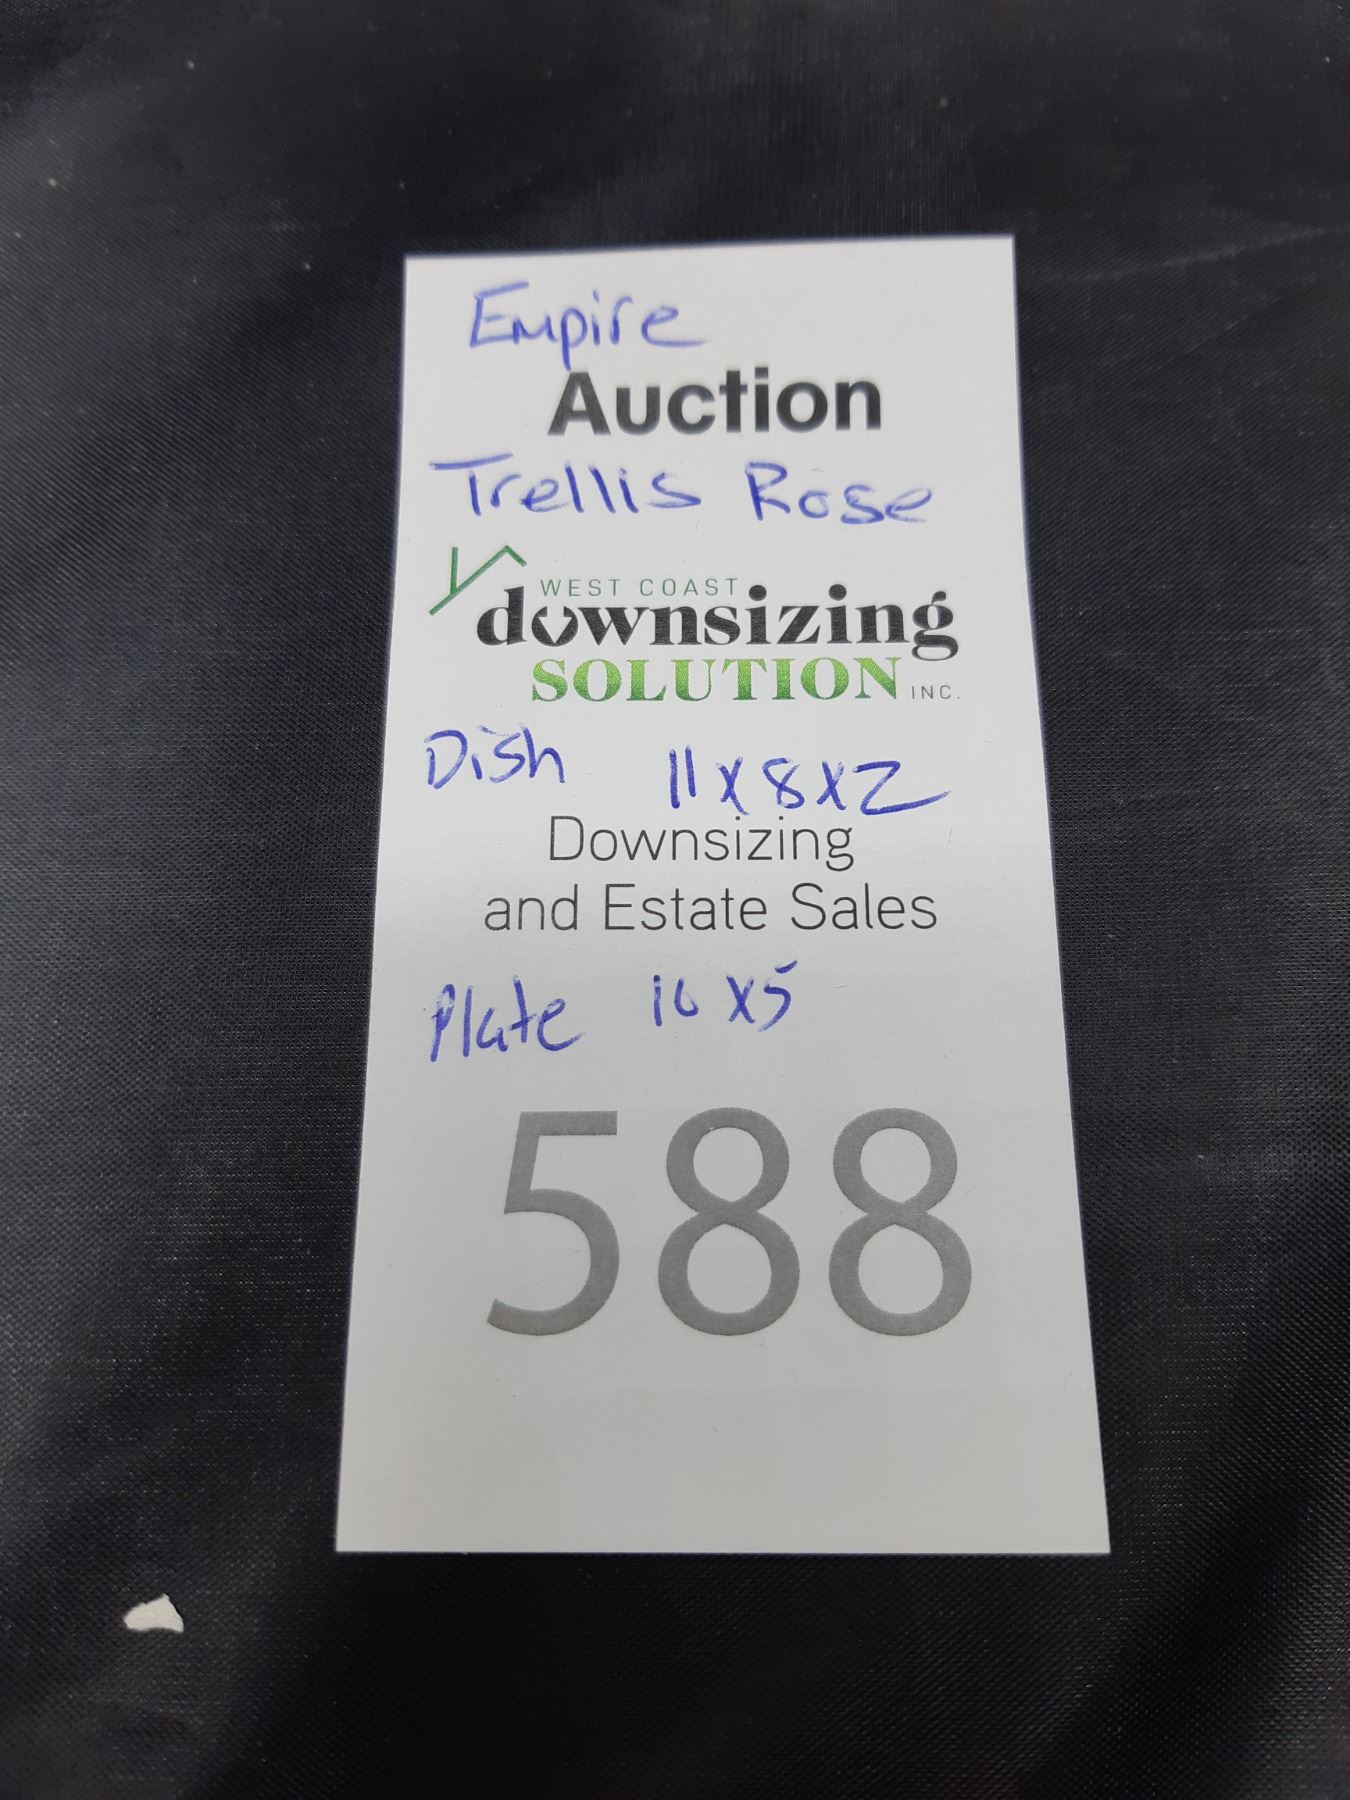 Empire
Auction
Trellis Rose
WEST COAST
downsizing
SOLUTION INC.
Dish 11x8x2
Downsizing
and Estate Sales
Plate 10x5
588